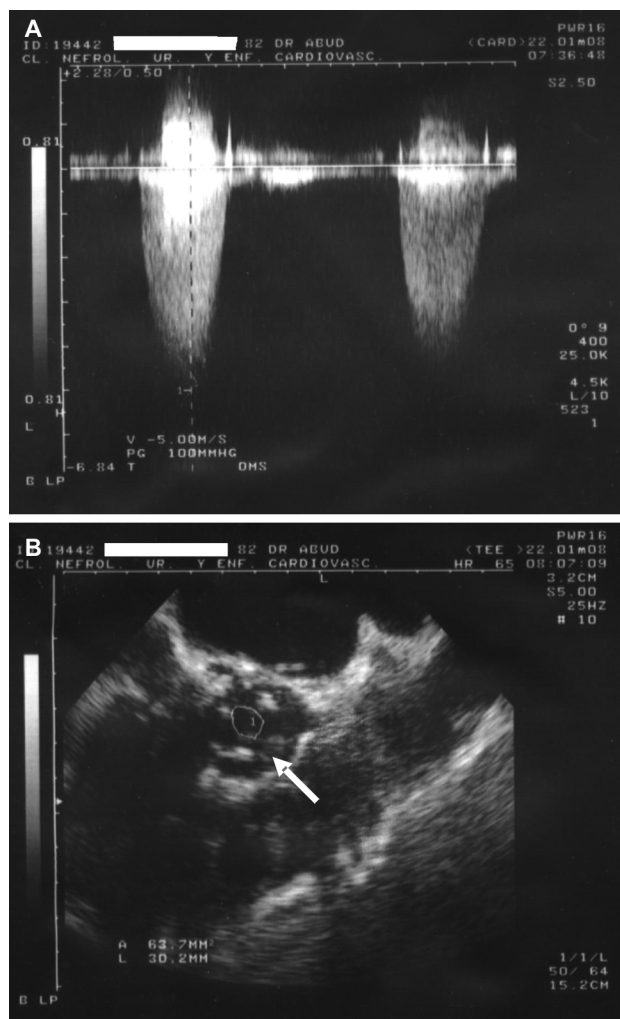 A
PWR16
ID:19442 82 DR ABUD <CARD>22.01m08
CL. NEFROL. UR. Y ENF. CARDIOVASC. 07:36:48
+2.28/0.50
S2.50
0.81
0° 9
400
25.0K
4.5K
0.81
L/10
H
523
L
1
1
V -5.00M/S
PG 100MMHG
-6.84 T DMS
B LP
B
PWR16
19442 82 DR ABUD <TEE >22.01m08
CL. NEFROL. UR. Y ENF. CARDIOVASC. HR 65 08:07:09
L 3.2CM
S5.00
25HZ
# 10
1
A 63.7MM²
L 30.2MM
1/1/L
50/ 64
15.2CM
B LP